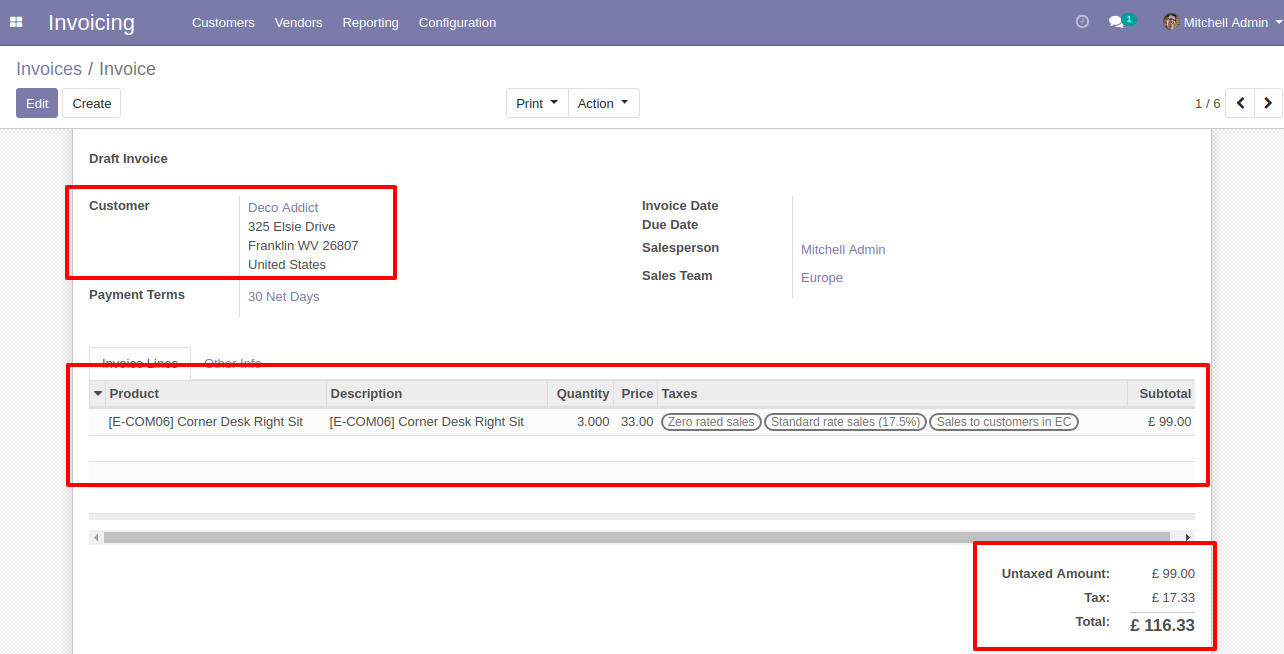 Invoicing Customers Vendors Reporting Configuration 1 Mitchell Admin
Invoices / Invoice
Edit Create Print Action 1 / 6
Draft Invoice
Customer Deco Addict
325 Elsie Drive
Franklin WV 26807
United States
Payment Terms 30 Net Days
Invoice Date
Due Date
Salesperson Mitchell Admin
Sales Team Europe
Invoice Lines Other Info
Product Description Quantity Price Taxes Subtotal
[E-COM06] Corner Desk Right Sit [E-COM06] Corner Desk Right Sit 3.000 33.00 Zero rated sales Standard rate sales (17.5%) Sales to customers in EC £ 99.00
Untaxed Amount: £ 99.00
Tax: £ 17.33
Total: £ 116.33